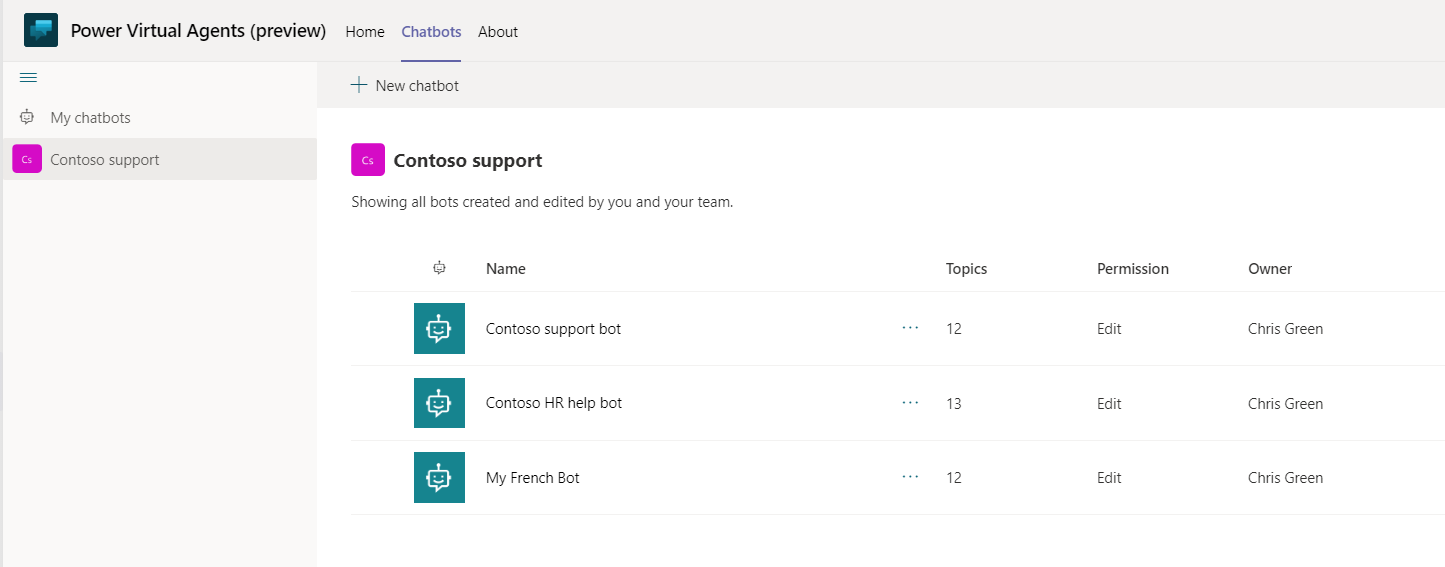 Power Virtual Agents (preview) Home Chatbots About
New chatbot
My chatbots
Cs Contoso support
Cs Contoso support
Showing all bots created and edited by you and your team.
Name Topics Permission Owner
Contoso support bot ... 12 Edit Chris Green
Contoso HR help bot ... 13 Edit Chris Green
My French Bot ... 12 Edit Chris Green